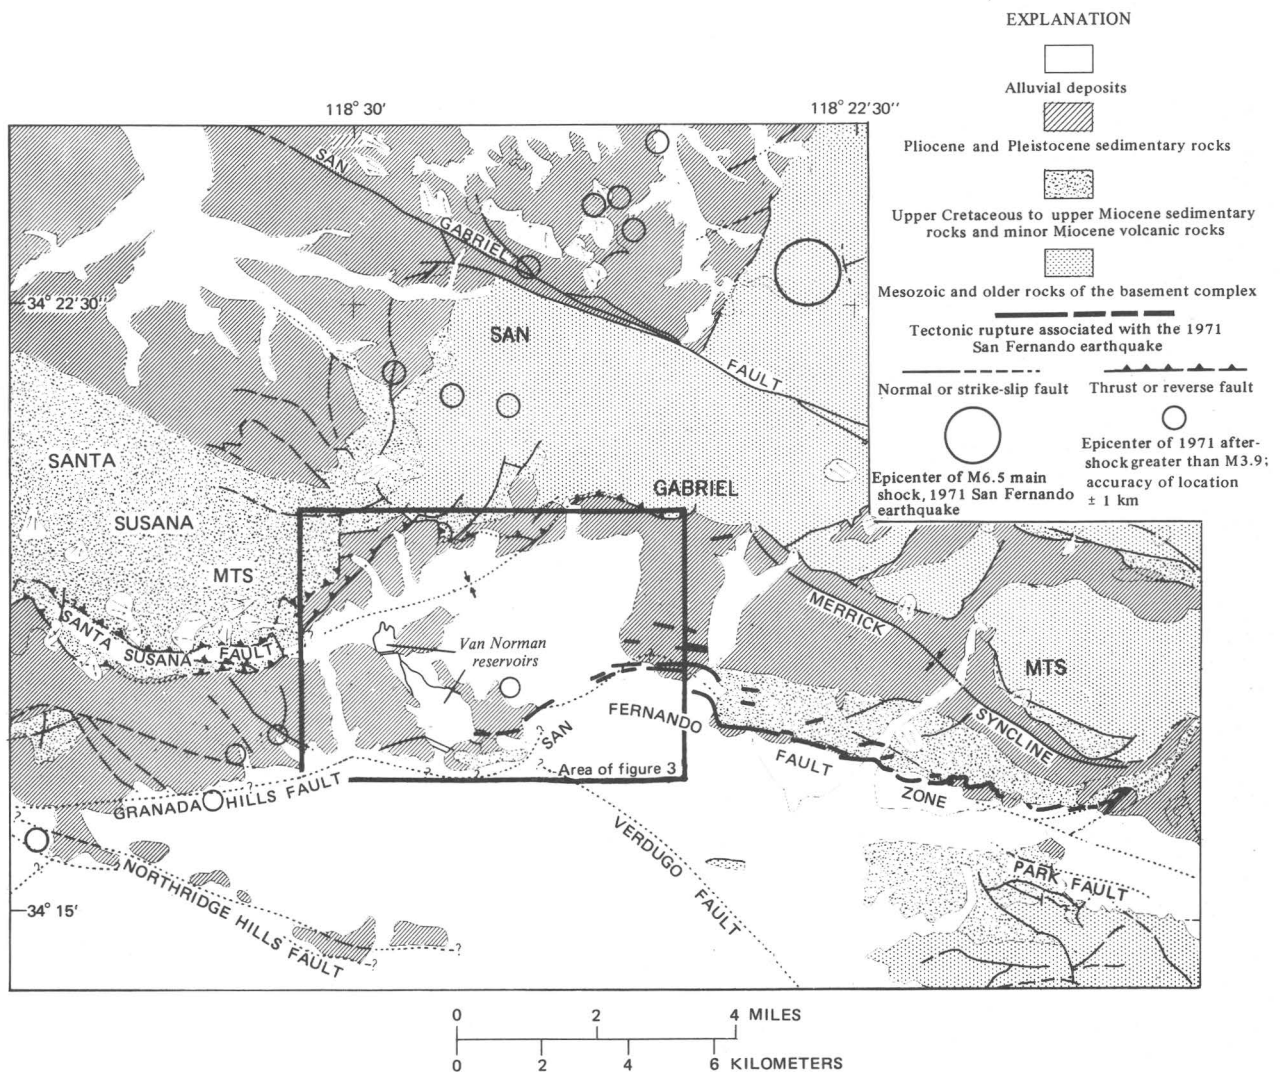 EXPLANATION
Alluvial deposits
Pliocene and Pleistocene sedimentary rocks
Upper Cretaceous to upper Miocene sedimentary
rocks and minor Miocene volcanic rocks
Mesozoic and older rocks of the basement complex
Tectonic rupture associated with the 1971
San Fernando earthquake
Normal or strike-slip fault
Thrust or reverse fault
Epicenter of M6.5 main
shock, 1971 San Fernando
earthquake
Epicenter of 1971 after-
shock greater than M3.9;
accuracy of location
± 1 km
118° 30'
118° 22' 30''
SAN
GABRIEL
FAULT
34° 22' 30''
SAN
GABRIEL
MTS
SANTA
SUSANA
MTS
SANTA
SUSANA
FAULT
Van Norman
reservoirs
MERRICK
SYNCLINE
SAN
FERNANDO
FAULT
ZONE
?
?
?
?
?
Area of figure 3
GRANADA HILLS FAULT
?
?
?
VERDUGO
FAULT
NORTHRIDGE HILLS FAULT
?
?
PARK FAULT
34° 15'
0 2 4 MILES
0 2 4 6 KILOMETERS